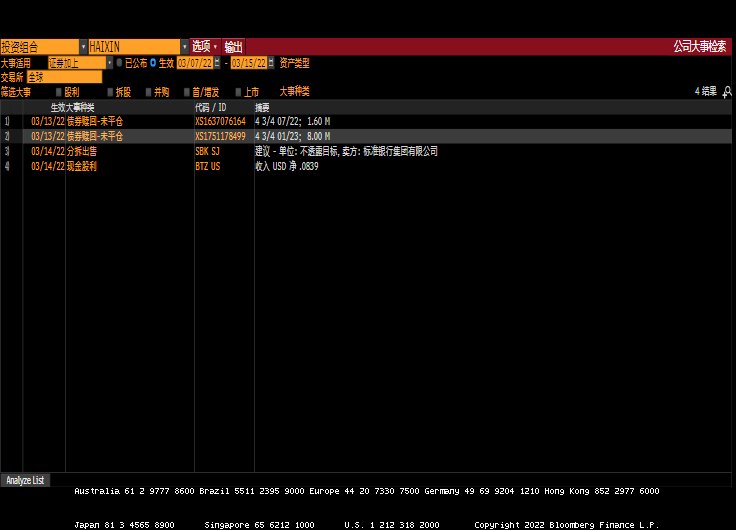 投资组合 HAIXIN 选项 输出 公司大事检索
大事适用 证券加上 已公布 生效 03/07/22 - 03/15/22 资产类型
交易所 全球
筛选大事 股利 拆股 并购 首/增发 上市 大事种类 4 结果
生效 大事种类 代码 / ID 摘要
1) 03/13/22 债券赎回-未平仓 XS1637076164 4 3/4 07/22; 1.60 M
2) 03/13/22 债券赎回-未平仓 XS1751178499 4 3/4 01/23; 8.00 M
3) 03/14/22 分拆出售 SBK SJ 建议 - 单位: 不透露目标, 卖方: 标准银行集团有限公司
4) 03/14/22 现金股利 BTZ US 收入 USD 净 .0839
Analyze List
Australia 61 2 9777 8600 Brazil 5511 2395 9000 Europe 44 20 7330 7500 Germany 49 69 9204 1210 Hong Kong 852 2977 6000
Japan 81 3 4565 8900 Singapore 65 6212 1000 U.S. 1 212 318 2000 Copyright 2022 Bloomberg Finance L.P.